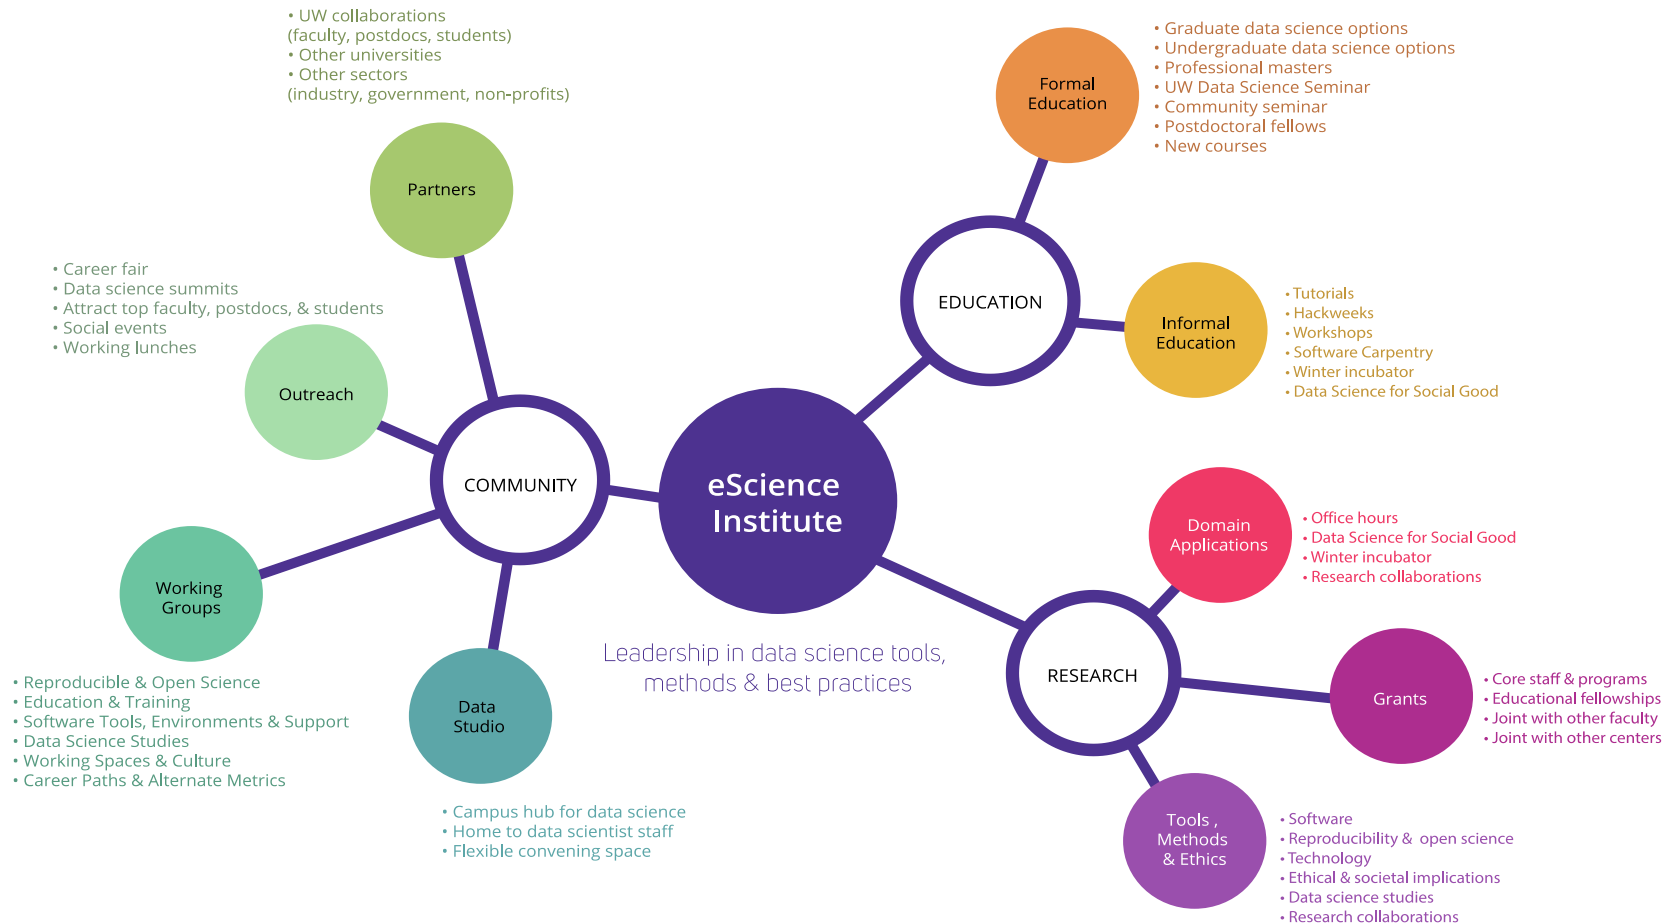 • UW collaborations
(faculty, postdocs, students)
• Other universities
• Other sectors
(industry, government, non-profits)
Partners
• Career fair
• Data science summits
• Attract top faculty, postdocs, & students
• Social events
• Working lunches
Outreach
COMMUNITY
Working
Groups
• Reproducible & Open Science
• Education & Training
• Software Tools, Environments & Support
• Data Science Studies
• Working Spaces & Culture
• Career Paths & Alternate Metrics
Data
Studio
• Campus hub for data science
• Home to data scientist staff
• Flexible convening space
eScience
Institute
Leadership in data science tools,
methods & best practices
Formal
Education
• Graduate data science options
• Undergraduate data science options
• Professional masters
• UW Data Science Seminar
• Community seminar
• Postdoctoral fellows
• New courses
EDUCATION
Informal
Education
• Tutorials
• Hackweeks
• Workshops
• Software Carpentry
• Winter incubator
• Data Science for Social Good
Domain
Applications
• Office hours
• Data Science for Social Good
• Winter incubator
• Research collaborations
RESEARCH
Grants
• Core staff & programs
• Educational fellowships
• Joint with other faculty
• Joint with other centers
Tools ,
Methods
& Ethics
• Software
• Reproducibility & open science
• Technology
• Ethical & societal implications
• Data science studies
• Research collaborations